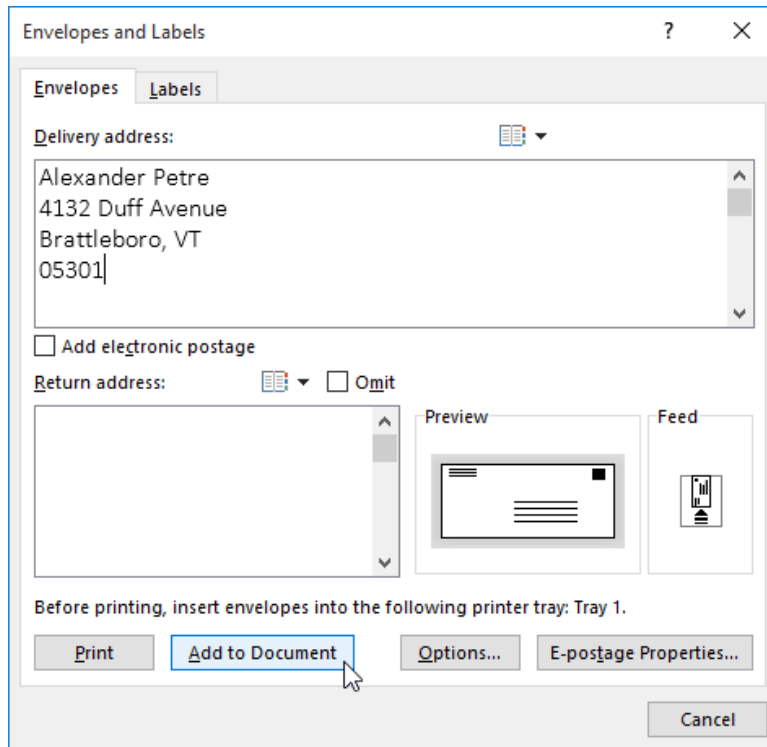 Envelopes and Labels ?
Envelopes Labels
Delivery address:
Alexander Petre
4132 Duff Avenue
Brattleboro, VT
05301
Add electronic postage
Return address: Omit
Preview Feed
Before printing, insert envelopes into the following printer tray: Tray 1.
Print Add to Document Options... E-postage Properties...
Cancel